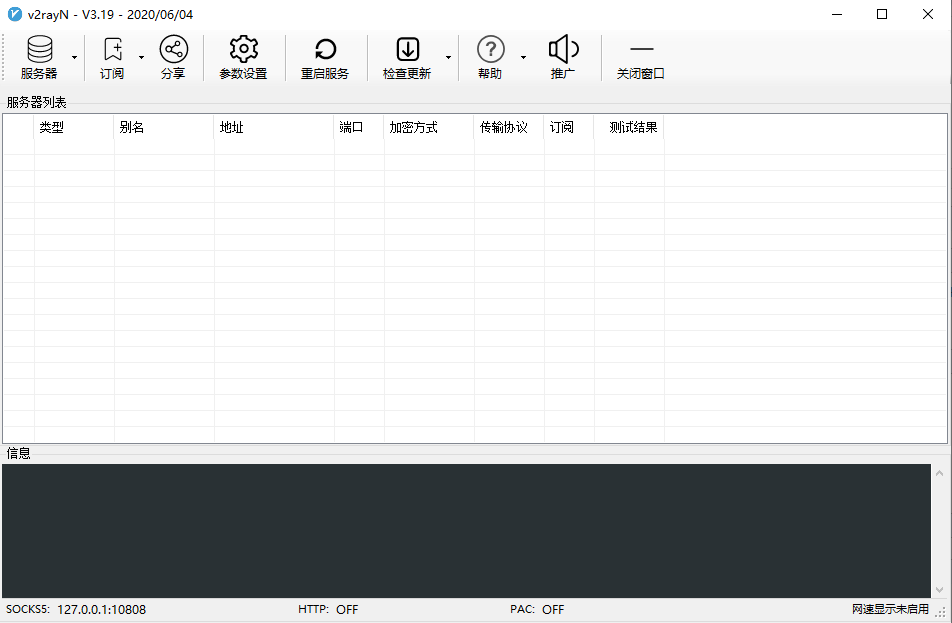 v2rayN - V3.19 - 2020/06/04
服务器 订阅 分享 参数设置 重启服务 检查更新 帮助 推广 关闭窗口
服务器列表
类型 别名 地址 端口 加密方式 传输协议 订阅 测试结果
信息
SOCKS5: 127.0.0.1:10808 HTTP: OFF PAC: OFF 网速显示未启用